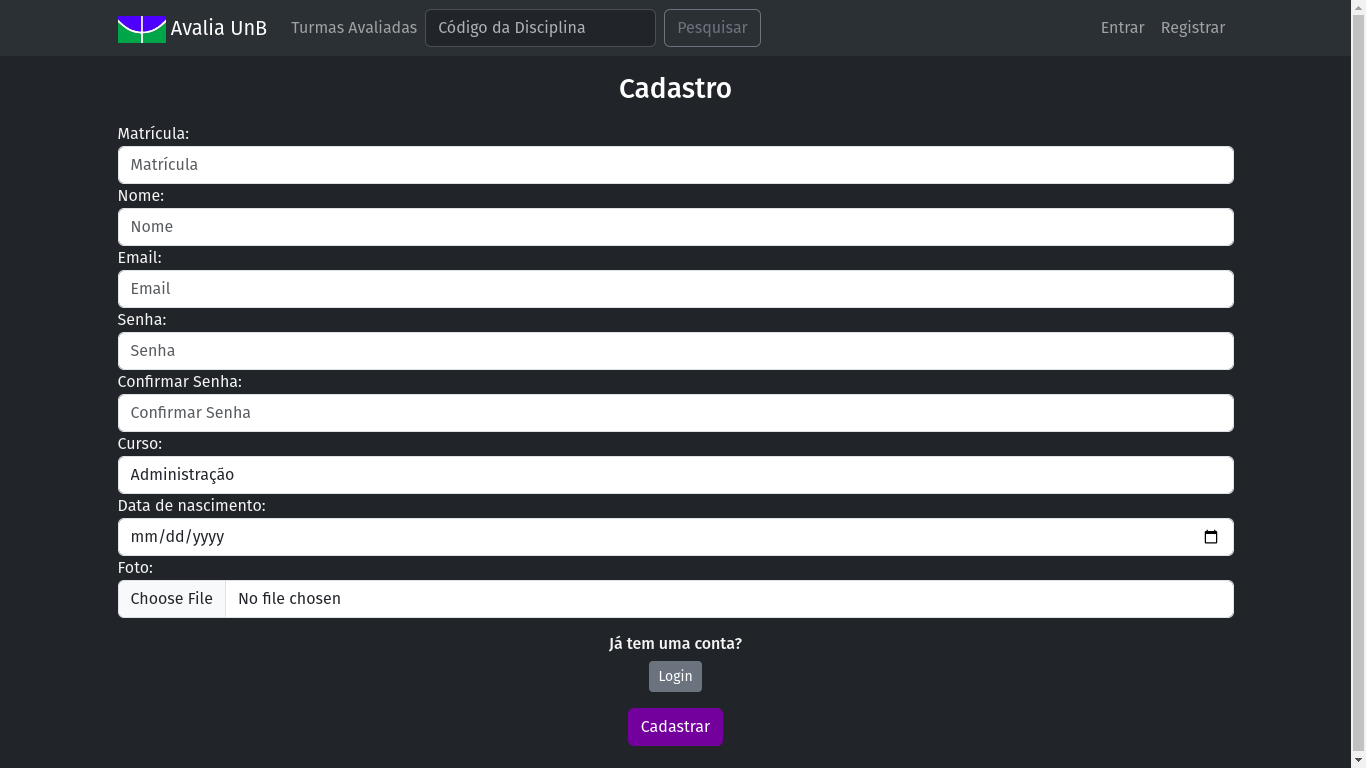 Avalia UnB Turmas Avaliadas Código da Disciplina Pesquisar Entrar Registrar
Cadastro
Matrícula:
Matrícula
Nome:
Nome
Email:
Email
Senha:
Senha
Confirmar Senha:
Confirmar Senha
Curso:
Administração
Data de nascimento:
mm/dd/yyyy
Foto:
Choose File No file chosen
Já tem uma conta?
Login
Cadastrar